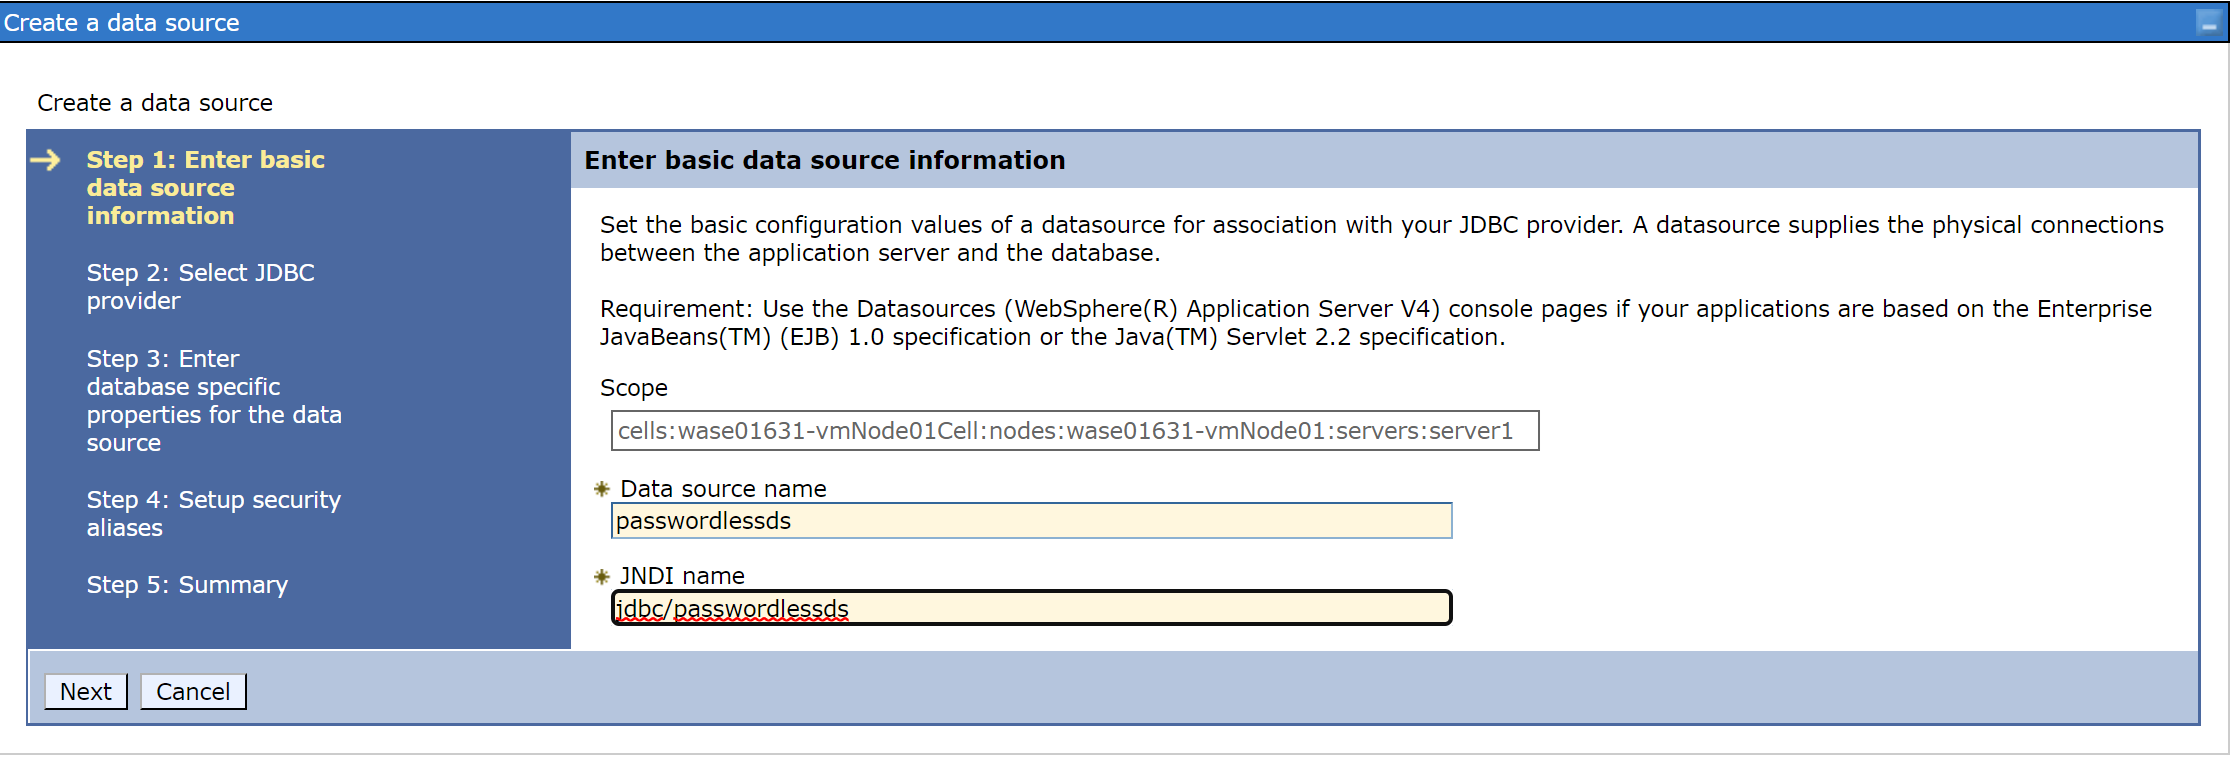 Create a data source
Create a data source
Step 1: Enter basic
data source
information
Step 2: Select JDBC
provider
Step 3: Enter
database specific
properties for the data
source
Step 4: Setup security
aliases
Step 5: Summary
Enter basic data source information
Set the basic configuration values of a datasource for association with your JDBC provider. A datasource supplies the physical connections
between the application server and the database.
Requirement: Use the Datasources (WebSphere(R) Application Server V4) console pages if your applications are based on the Enterprise
JavaBeans(TM) (EJB) 1.0 specification or the Java(TM) Servlet 2.2 specification.
Scope
cells:wase01631-vmNode01Cell:nodes:wase01631-vmNode01:servers:server1
Data source name
passwordlessds
JNDI name
jdbc/passwordlessds
Next Cancel